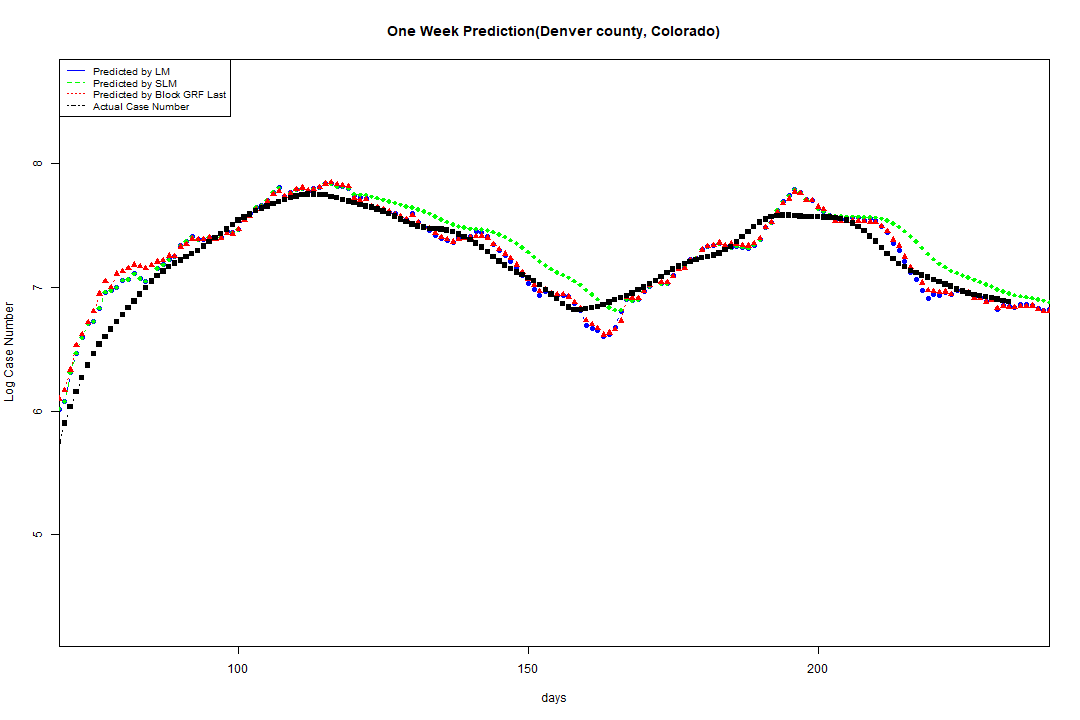 One Week Prediction(Denver county, Colorado)
Predicted by LM
Predicted by SLM
Predicted by Block GRF Last
Actual Case Number
8
7
6
5
Log Case Number
100 150 200
days